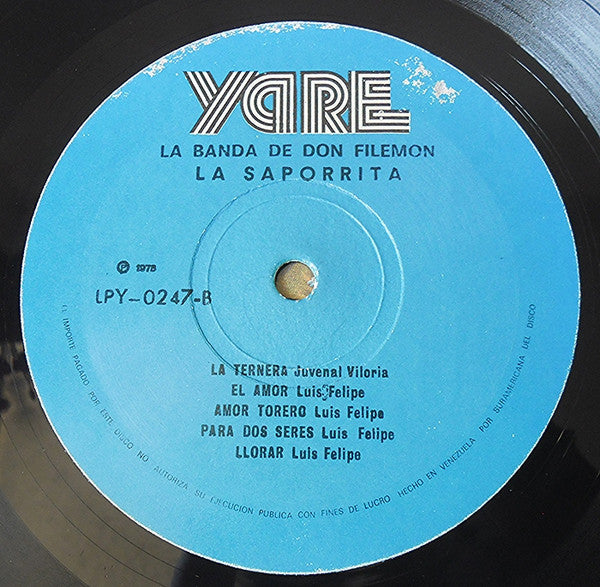 YARE
LA BANDA DE DON FILEMON
LA SAPORRITA
℗ 1978
LPY-0247-B
LA TERNERA Juvenal Viloria
EL AMOR Luis Felipe
AMOR TORERO Luis Felipe
PARA DOS SERES Luis Felipe
LLORAR Luis Felipe
EL IMPORTE PAGADO POR ESTE DISCO NO AUTORIZA SU EJECUCION PUBLICA CON FINES DE LUCRO HECHO EN VENEZUELA POR SURAMERICANA DEL DISCO